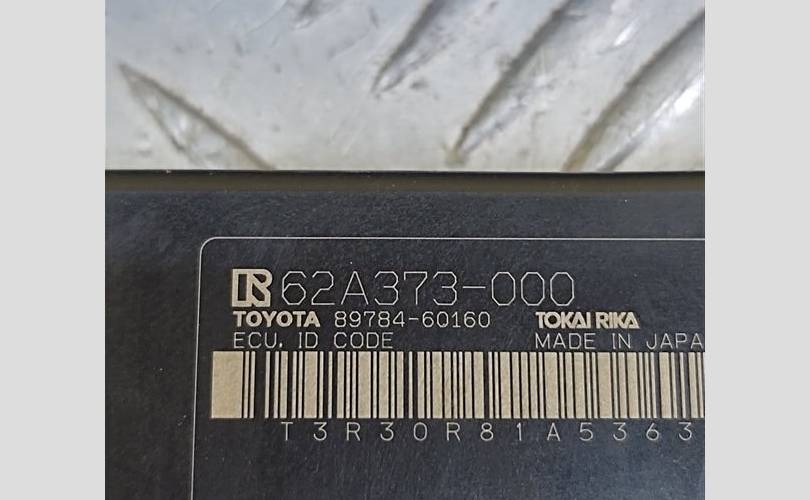 62A373-000
TOYOTA 89784-60160 TOKAI RIKA
ECU, ID CODE MADE IN JAPA
T3R30R81A5363